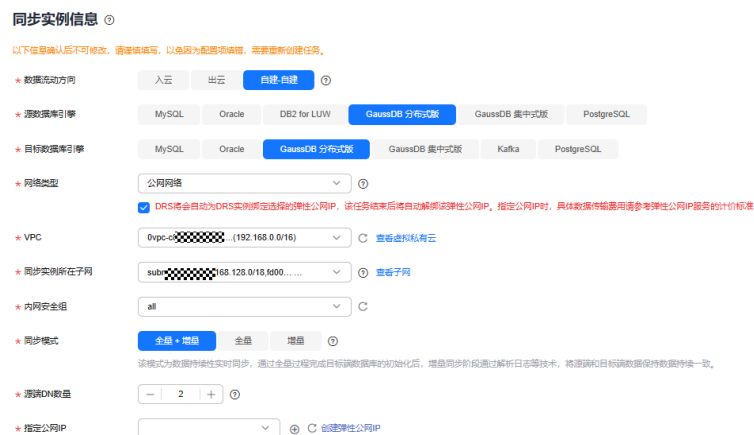 同步实例信息
以下信息确认后不可修改，请谨慎填写，以免因为配置项填错，需要重新创建任务。
* 数据流动方向 入云 出云 自建-自建
* 源数据库引擎 MySQL Oracle DB2 for LUW GaussDB 分布式版 GaussDB 集中式版 PostgreSQL
* 目标数据库引擎 MySQL Oracle GaussDB 分布式版 GaussDB 集中式版 Kafka PostgreSQL
* 网络类型 公网网络
DRS将会自动为DRS实例绑定选择的弹性公网IP，该任务结束后将自动解绑该弹性公网IP。指定公网IP时，具体数据传输费用请参考弹性公网IP服务的计价标准
* VPC 0vpc-c ...(192.168.0.0/16) 查看虚拟私有云
* 同步实例所在子网 subn 168.128.0/18,fd00... ... 查看子网
* 内网安全组 all
* 同步模式 全量+增量 全量 增量
该模式为数据持续性实时同步，通过全量过程完成目标端数据库的初始化后，增量同步阶段通过解析日志等技术，将源端和目标端数据保持数据持续一致。
* 源端DN数量 — 2 +
* 指定公网IP 创建弹性公网IP